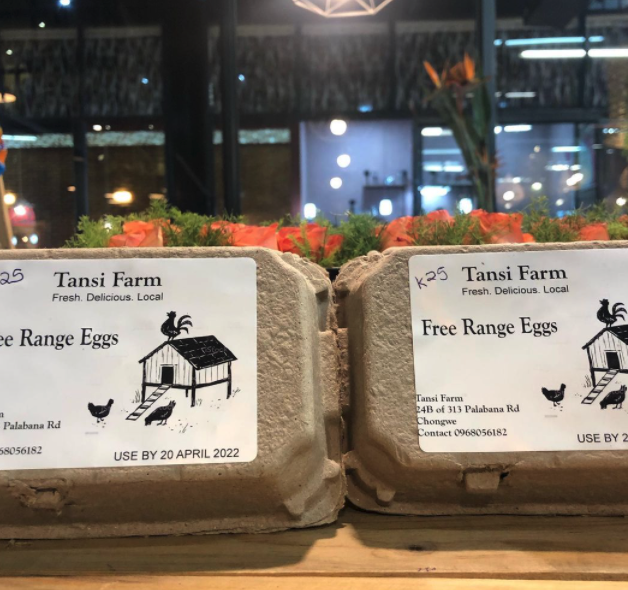 25
Tansi Farm
Fresh. Delicious. Local
ee Range Eggs
m
Palabana Rd
68056182
USE BY 20 APRIL 2022
K25
Tansi Farm
Fresh. Delicious. Local
Free Range Eggs
Tansi Farm
24B of 313 Palabana Rd
Chongwe
Contact 0968056182
USE BY 2